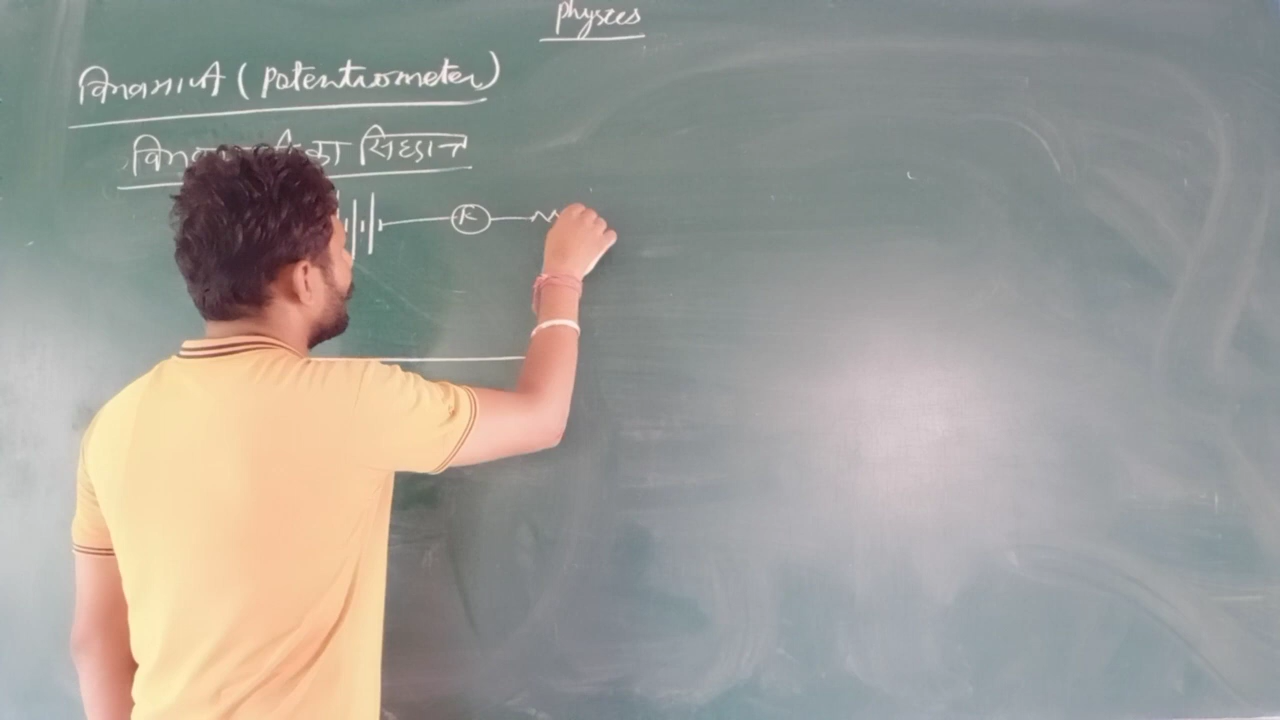 Physics
विभवमापी (Potentiometer)
का सिद्धान्त
K